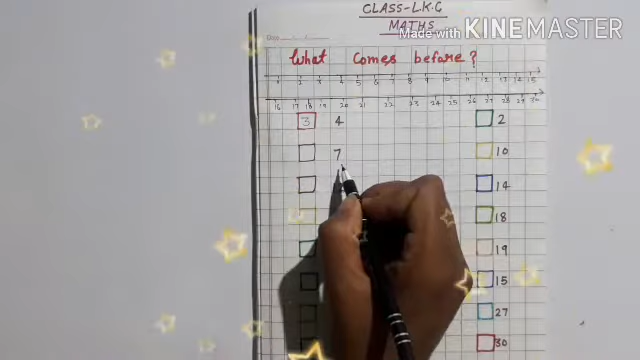 CLASS-L.K.G
MATHS
Made with KINEMASTER
Date
What comes before?
1 2 3 4 5 6 7 8 9 10 11 12 13 14 15
16 17 18 19 20 21 22 23 24 25 26 27 28 29 30
3 4 2
7 10
14
18
19
15
27
30